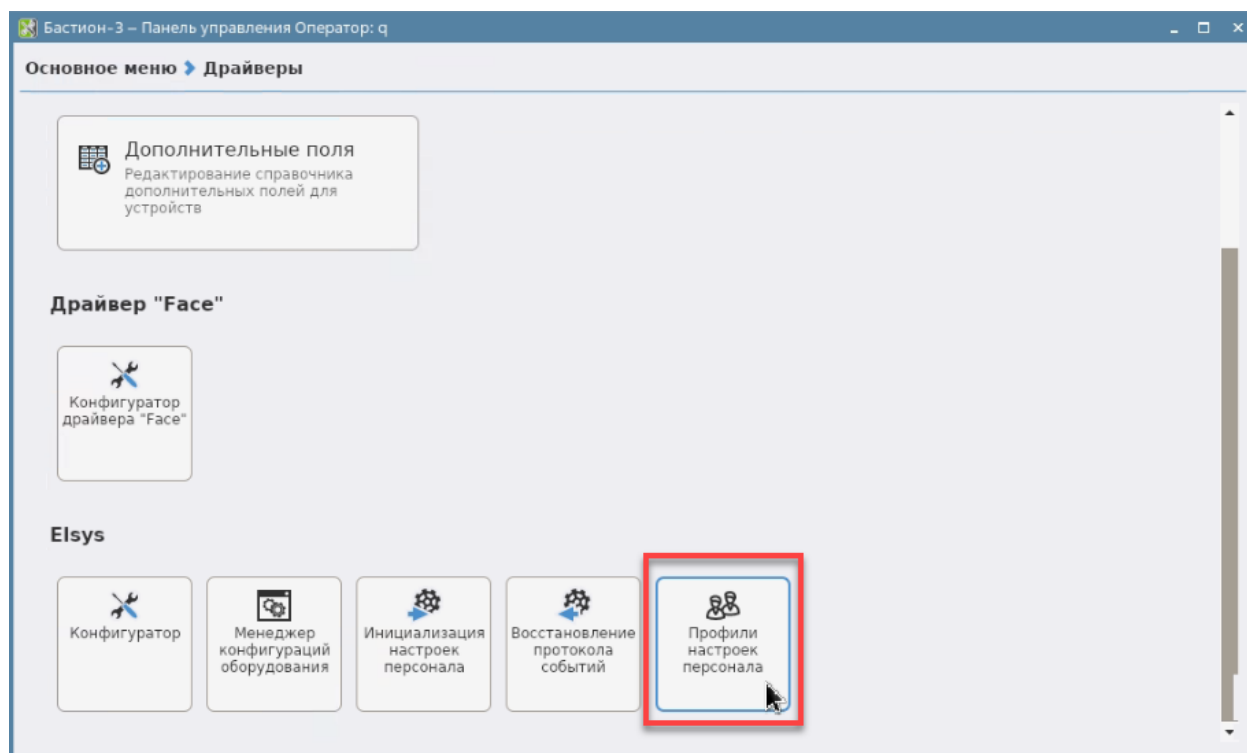 Бастион-3 – Панель управления Оператор: q
Основное меню Драйверы
Дополнительные поля
Редактирование справочника
дополнительных полей для
устройств
Драйвер "Face"
Конфигуратор
драйвера "Face"
Elsys
Конфигуратор
Менеджер
конфигураций
оборудования
Инициализация
настроек
персонала
Восстановление
протокола
событий
Профили
настроек
персонала